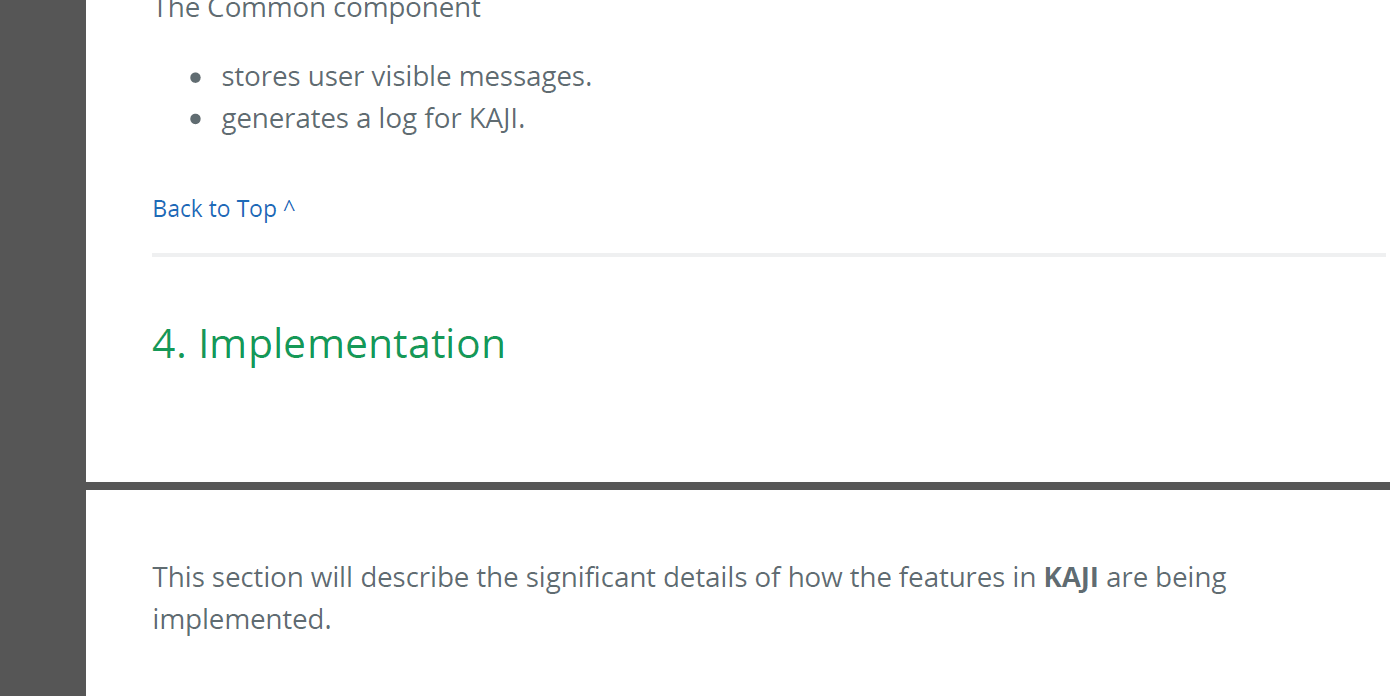 The Common component
stores user visible messages.
generates a log for KAJI.
Back to Top ^
4. Implementation
This section will describe the significant details of how the features in KAJI are being
implemented.